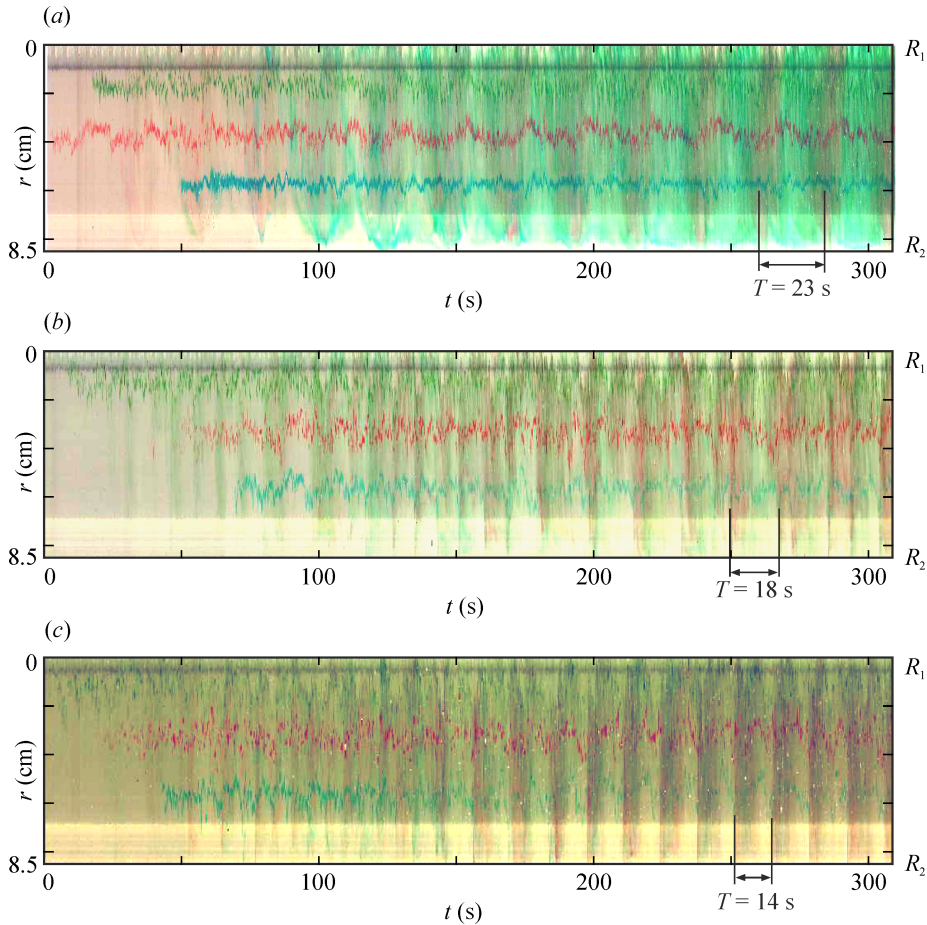 (a)
0
R1
r (cm)
8.5
R2
0
100
200
300
T = 23 s
t (s)
(b)
0
R1
r (cm)
8.5
R2
0
100
200
300
T = 18 s
t (s)
(c)
0
R1
r (cm)
8.5
R2
0
100
200
300
T = 14 s
t (s)